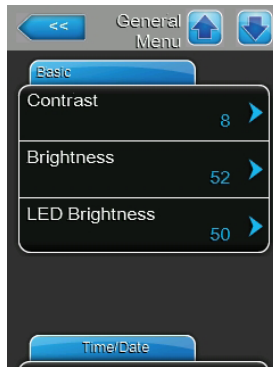 <<
General
Menu
Basic
Contrast
8
Brightness
52
LED Brightness
50
Time/Date